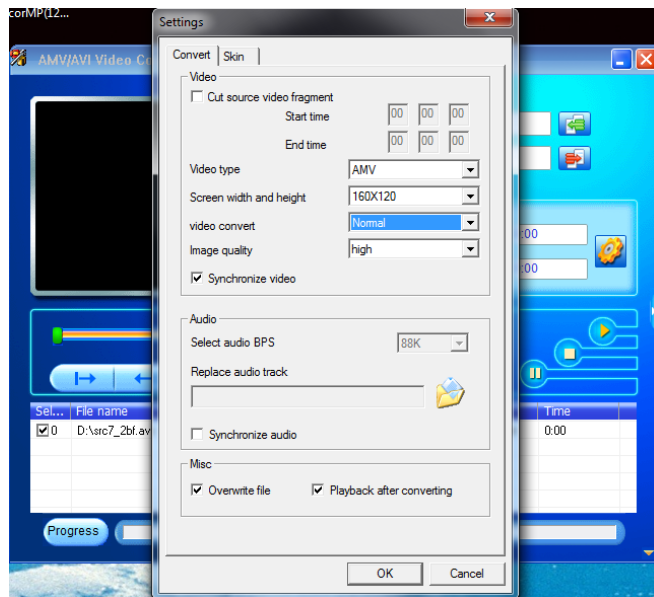 corMP(12...
Settings
AMV/AVI Video Co
Convert
Skin
Video
Cut source video fragment
Start time 00 00 00
End time 00 00 00
Video type AMV
Screen width and height 160X120
video convert Normal
Image quality high
Synchronize video
:00
:00
Audio
Select audio BPS 88K
Replace audio track
Synchronize audio
Sel... File name Time
0 D:\src7_2bf.av 0:00
Misc
Overwrite file Playback after converting
Progress
OK Cancel